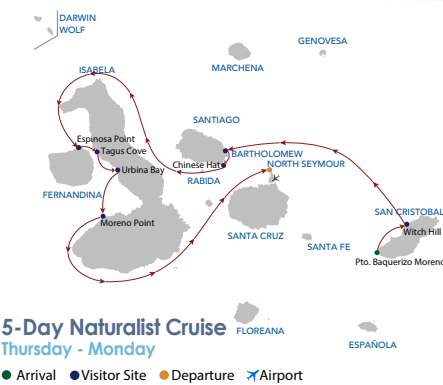 DARWIN
WOLF
GENOVESA
MARCHENA
ISABELA
SANTIAGO
Espinosa Point
Tagus Cove
BARTHOLOMEW
Chinese Hat
NORTH SEYMOUR
Urbina Bay
RABIDA
FERNANDINA
SAN CRISTOBAL
Moreno Point
Witch Hill
SANTA CRUZ
SANTA FE
Pto. Baquerizo Moreno
5-Day Naturalist Cruise
FLOREANA
Thursday - Monday
ESPAÑOLA
Arrival Visitor Site Departure Airport